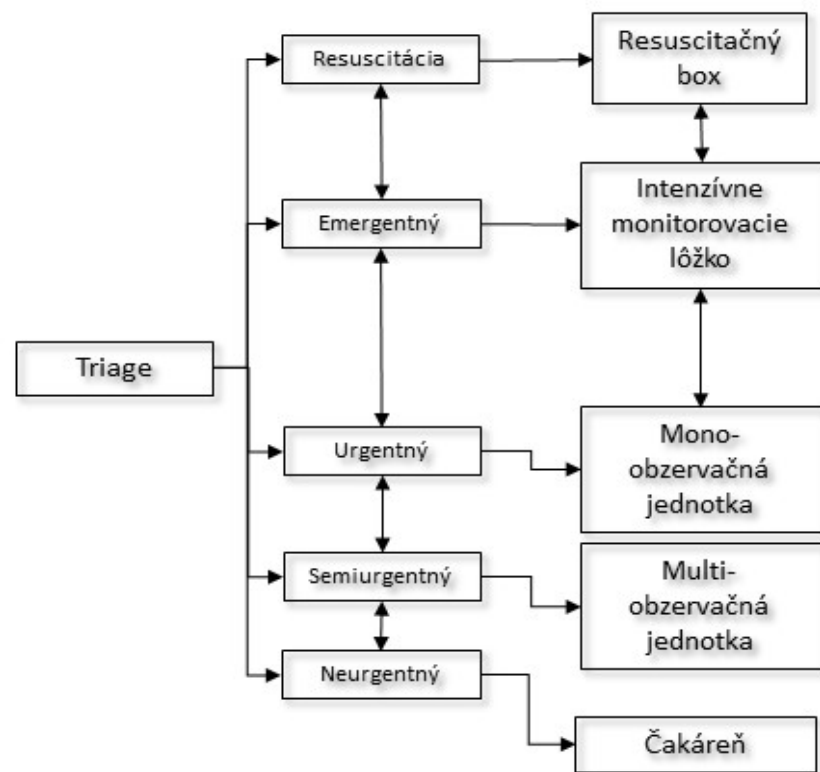 Resuscitácia
Resuscitačný
box
Emergentný
Intenzívne
monitorovacie
lôžko
Triage
Urgentný
Mono-
obzervačná
jednotka
Semiurgentný
Multi-
obzervačná
jednotka
Neurgentný
Čakáreň